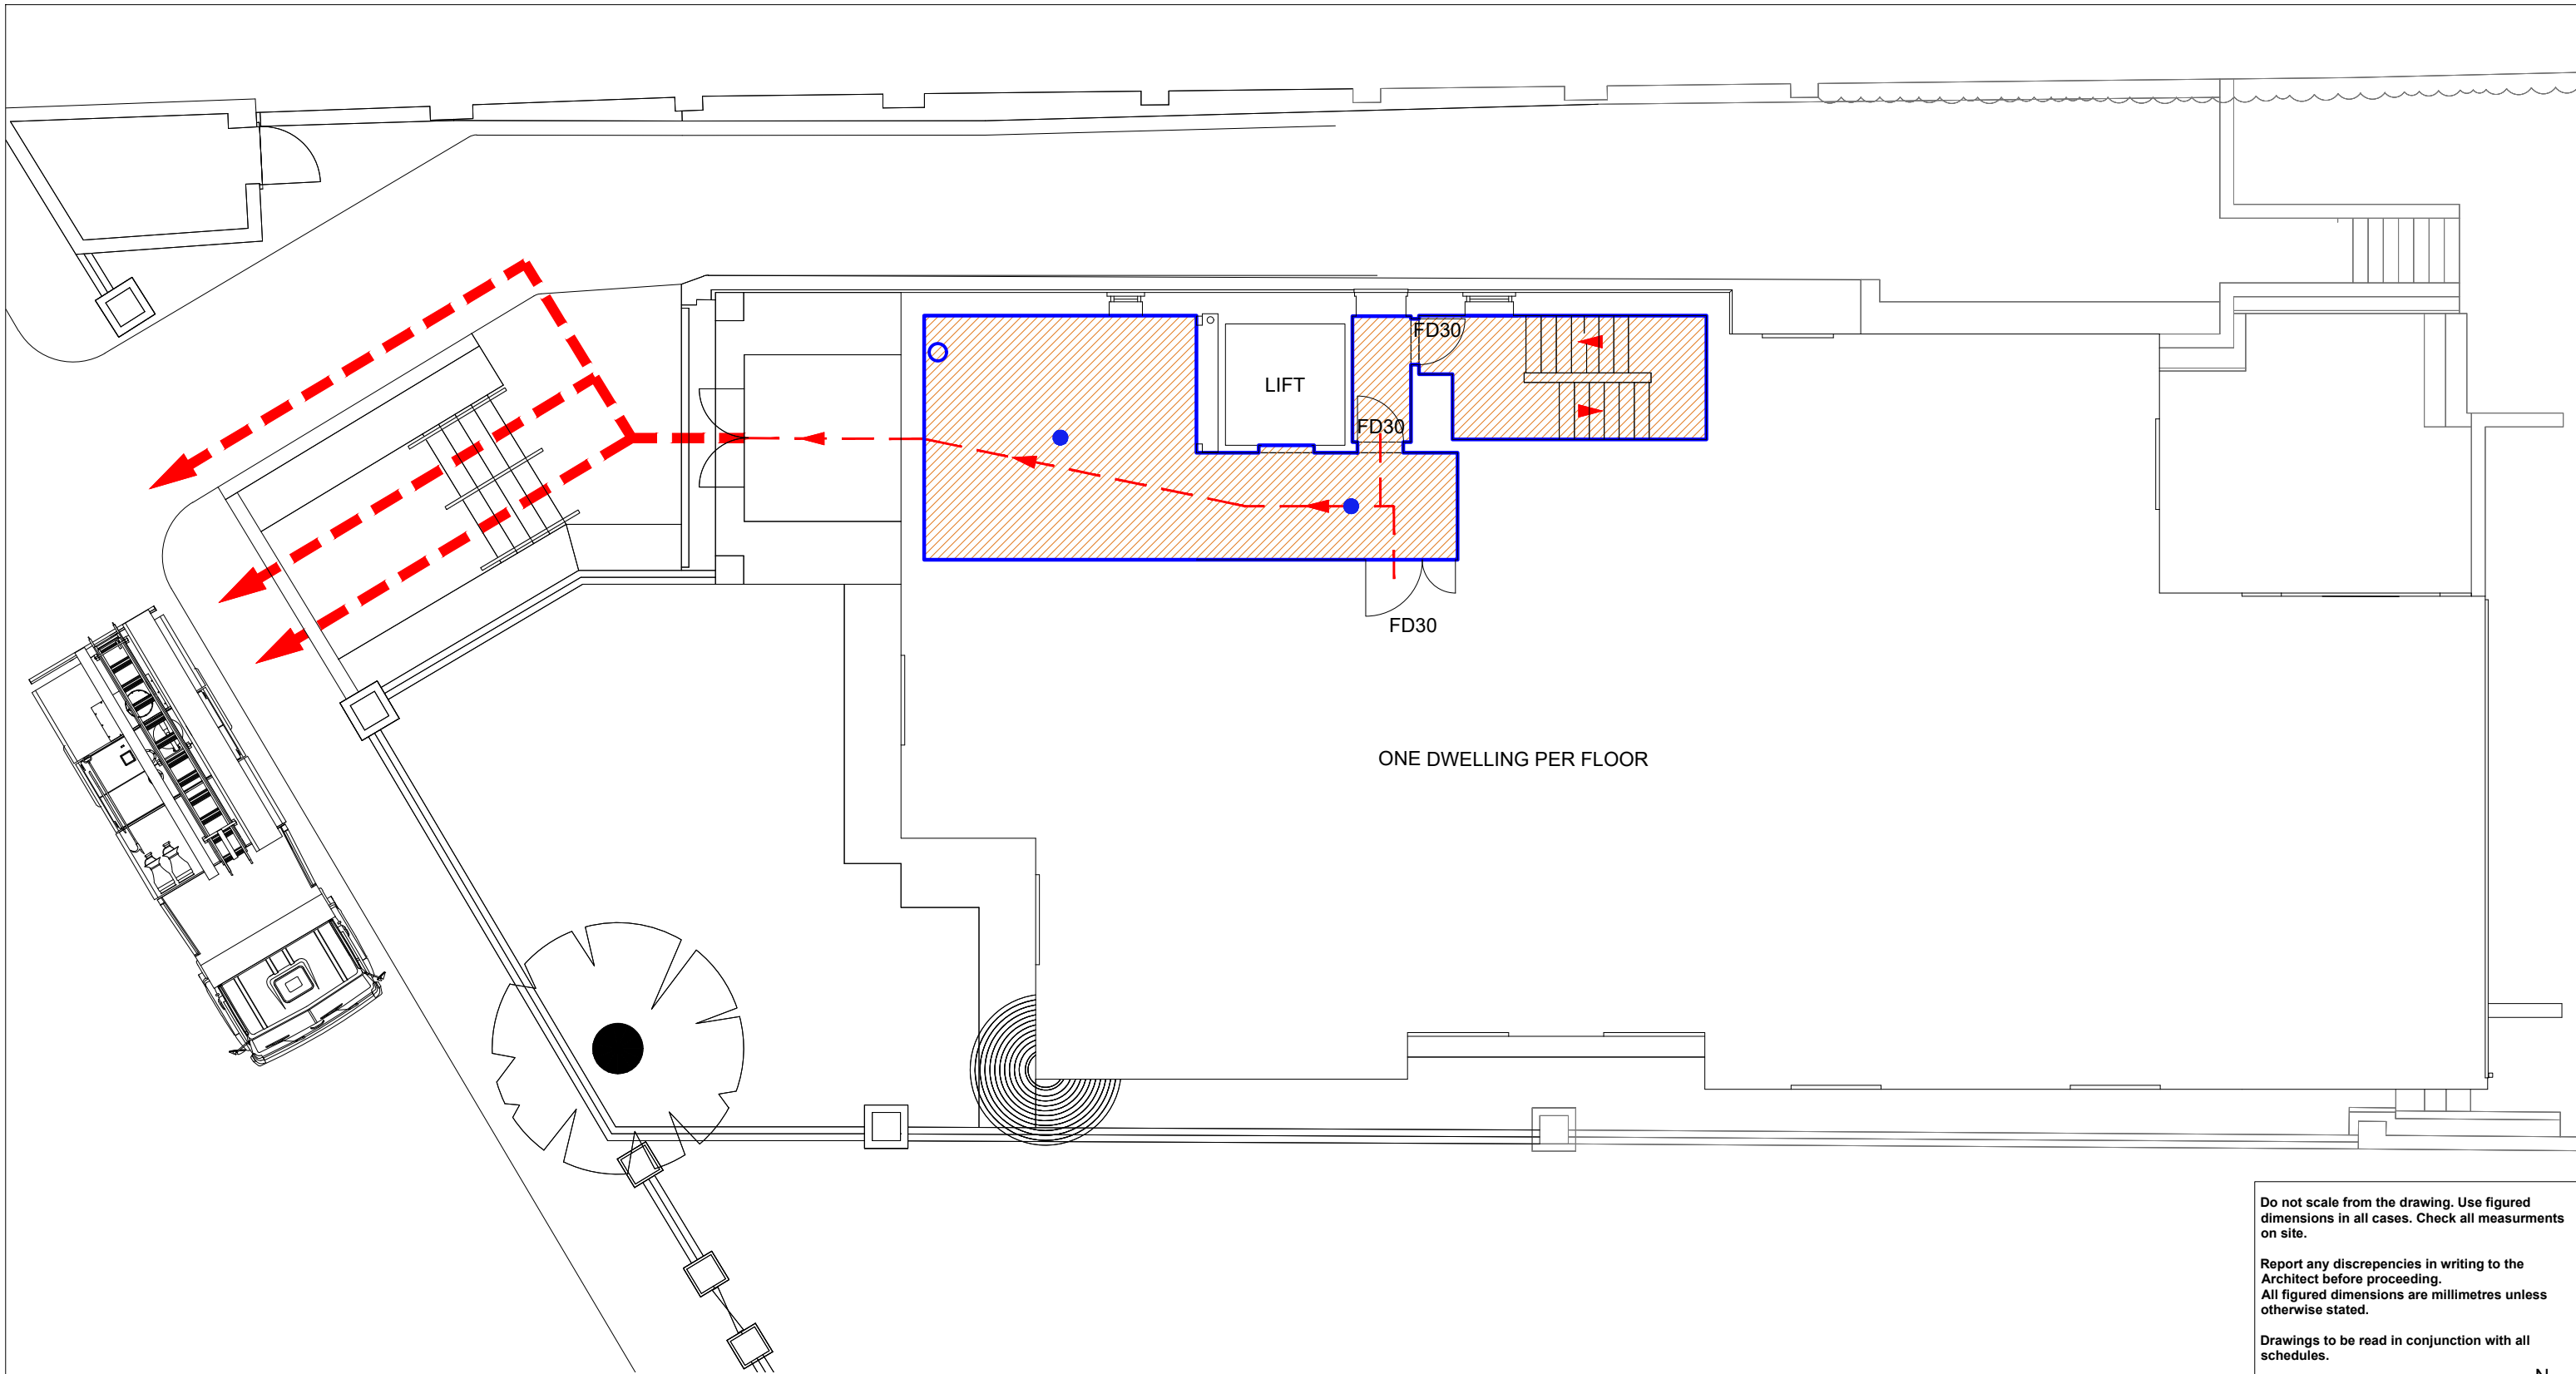 FD30
LIFT
FD30
FD30
ONE DWELLING PER FLOOR
Do not scale from the drawing. Use figured
dimensions in all cases. Check all measurments
on site.
Report any discrepencies in writing to the
Architect before proceeding.
All figured dimensions are millimetres unless
otherwise stated.
Drawings to be read in conjunction with all
schedules.
N